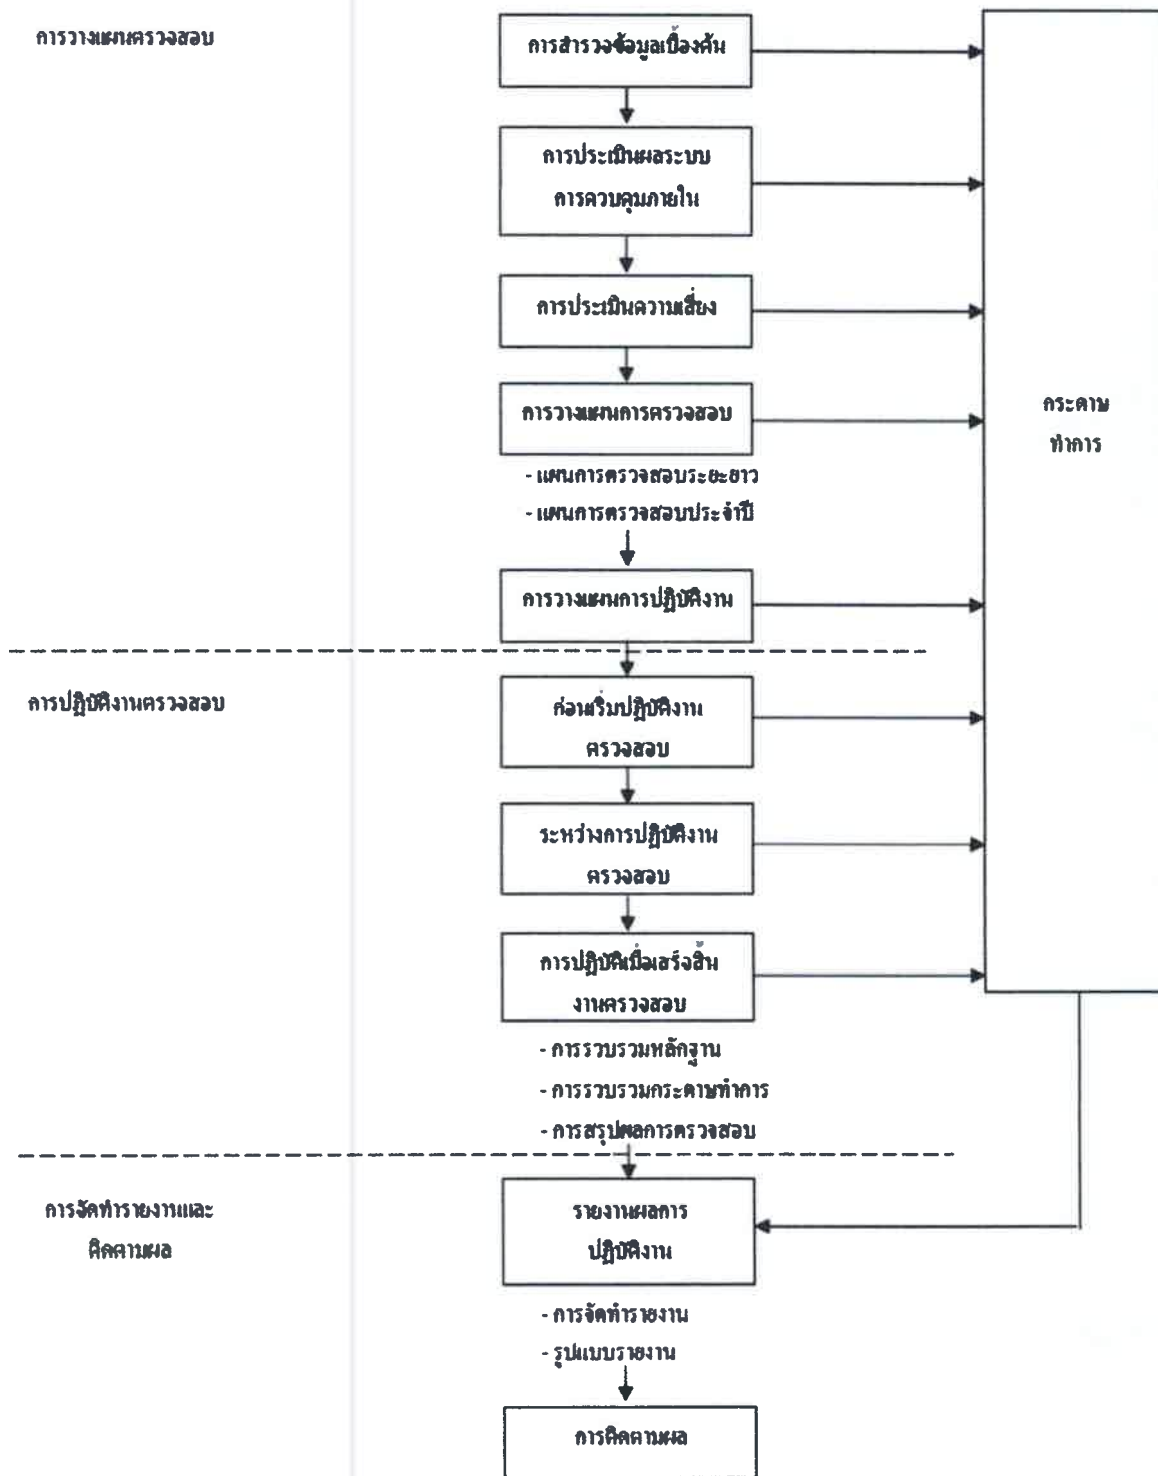 การวางแผนตรวจสอบ
การสำรวจข้อมูลเบื้องต้น
การประเมินผลระบบ
การควบคุมภายใน
การประเมินความเสี่ยง
การวางแผนการตรวจสอบ
- แผนการตรวจสอบระยะยาว
- แผนการตรวจสอบประจำปี
การวางแผนการปฏิบัติงาน
กระดาษ
ทำการ
การปฏิบัติงานตรวจสอบ
ก่อนเริ่มปฏิบัติงาน
ตรวจสอบ
ระหว่างการปฏิบัติงาน
ตรวจสอบ
การปฏิบัติเมื่อเสร็จสิ้น
งานตรวจสอบ
- การรวบรวมหลักฐาน
- การรวบรวมกระดาษทำการ
- การสรุปผลการตรวจสอบ
การจัดทำรายงานและ
ติดตามผล
รายงานผลการ
ปฏิบัติงาน
- การจัดทำรายงาน
- รูปแบบรายงาน
การติดตามผล